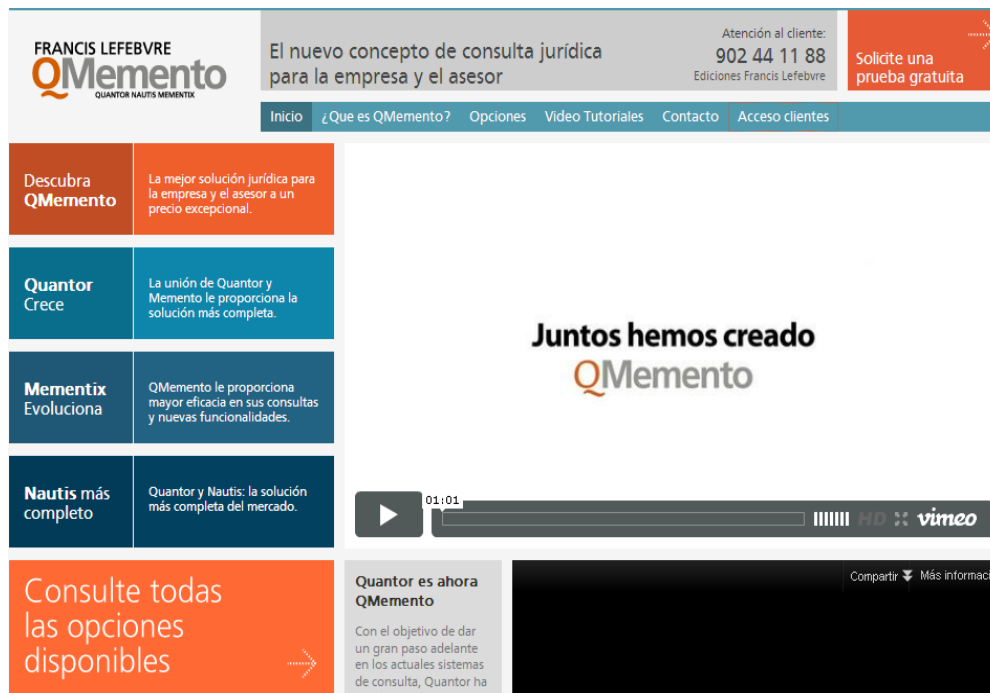 FRANCIS LEFEBVRE
QMemento
QUANTOR NAUTIS MEMENTIX
El nuevo concepto de consulta jurídica
para la empresa y el asesor
Atención al cliente:
902 44 11 88
Ediciones Francis Lefebvre
Solicite una
prueba gratuita
Inicio ¿Que es QMemento? Opciones Video Tutoriales Contacto Acceso clientes
Descubra
QMemento
La mejor solución jurídica para
la empresa y el asesor a un
precio excepcional.
Quantor
Crece
La unión de Quantor y
Memento le proporciona la
solución más completa.
Mementix
Evoluciona
QMemento le proporciona
mayor eficacia en sus consultas
y nuevas funcionalidades.
Nautis más
completo
Quantor y Nautis: la solución
más completa del mercado.
Juntos hemos creado
QMemento
01:01
HD vimeo
Consulte todas
las opciones
disponibles
Quantor es ahora
QMemento
Con el objetivo de dar
un gran paso adelante
en los actuales sistemas
de consulta, Quantor ha
Compartir Más informaci